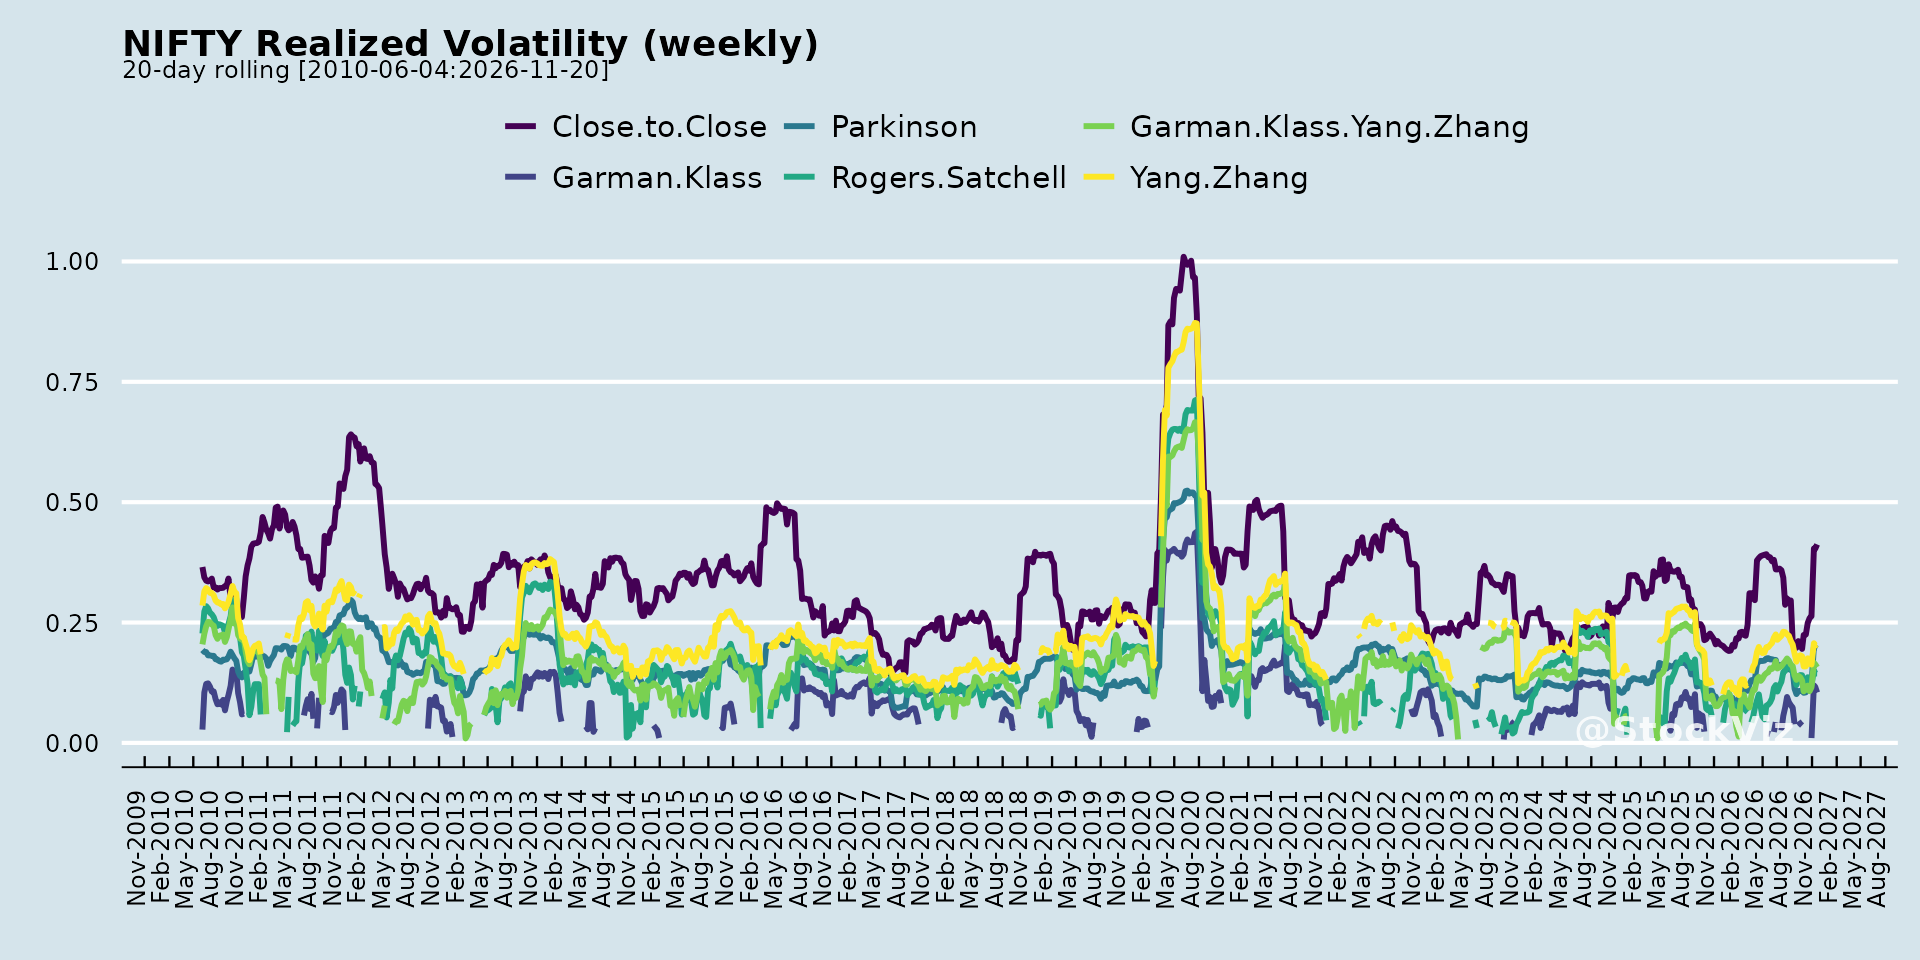 NIFTY Realized Volatility (weekly)
20-day rolling [2010-06-04:2026-11-20]
Close.to.Close Parkinson Garman.Klass.Yang.Zhang
Garman.Klass Rogers.Satchell Yang.Zhang
1.00
0.75
0.50
0.25
0.00
@StockViz
Nov-2009
Feb-2010
May-2010
Aug-2010
Nov-2010
Feb-2011
May-2011
Aug-2011
Nov-2011
Feb-2012
May-2012
Aug-2012
Nov-2012
Feb-2013
May-2013
Aug-2013
Nov-2013
Feb-2014
May-2014
Aug-2014
Nov-2014
Feb-2015
May-2015
Aug-2015
Nov-2015
Feb-2016
May-2016
Aug-2016
Nov-2016
Feb-2017
May-2017
Aug-2017
Nov-2017
Feb-2018
May-2018
Aug-2018
Nov-2018
Feb-2019
May-2019
Aug-2019
Nov-2019
Feb-2020
May-2020
Aug-2020
Nov-2020
Feb-2021
May-2021
Aug-2021
Nov-2021
Feb-2022
May-2022
Aug-2022
Nov-2022
Feb-2023
May-2023
Aug-2023
Nov-2023
Feb-2024
May-2024
Aug-2024
Nov-2024
Feb-2025
May-2025
Aug-2025
Nov-2025
Feb-2026
May-2026
Aug-2026
Nov-2026
Feb-2027
May-2027
Aug-2027